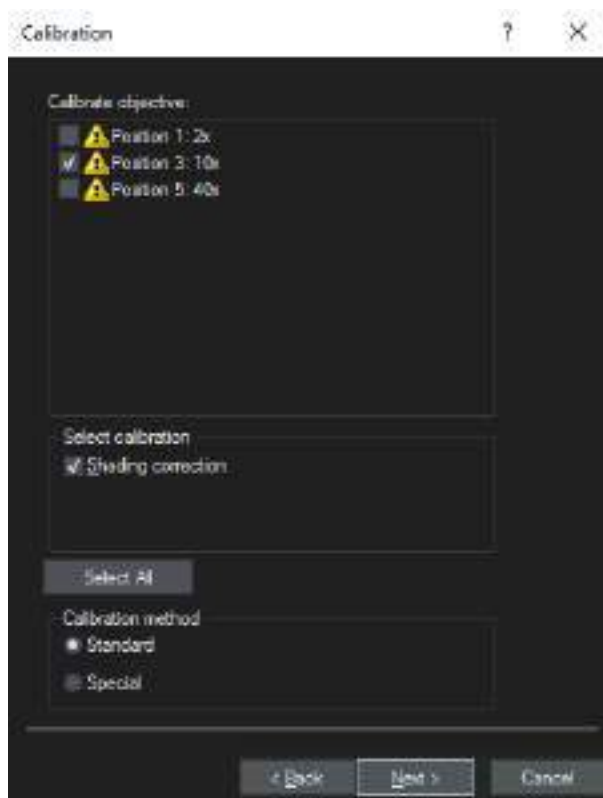 Calibration ?
Calibrate objective:
Position 1: 2x
Position 3: 10x
Position 5: 40x
Select calibration
Shading correction
Select All
Calibration method
Standard
Special
< Back Next > Cancel